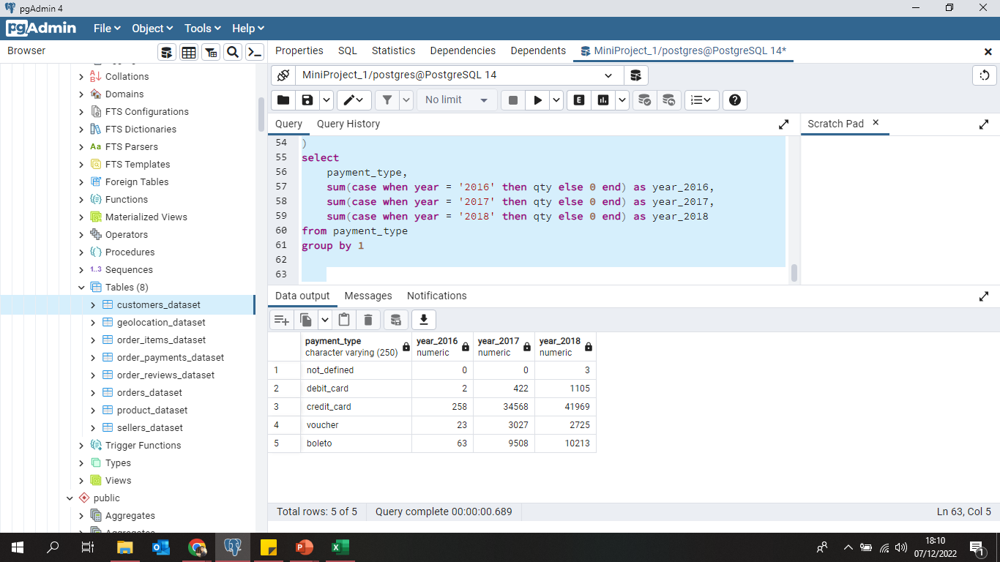 pgAdmin 4
pgAdmin File Object Tools Help
Browser
Properties SQL Statistics Dependencies Dependents MiniProject_1/postgres@PostgreSQL 14*
Collations
Domains
FTS Configurations
FTS Dictionaries
Aa FTS Parsers
FTS Templates
Foreign Tables
Functions
Materialized Views
Operators
Procedures
1..3 Sequences
Tables (8)
customers_dataset
geolocation_dataset
order_items_dataset
order_payments_dataset
order_reviews_dataset
orders_dataset
product_dataset
sellers_dataset
Trigger Functions
Types
Views
public
Aggregates
MiniProject_1/postgres@PostgreSQL 14
No limit
E
Query Query History
Scratch Pad
54 )
55 select
56 payment_type,
57 sum(case when year = '2016' then qty else 0 end) as year_2016,
58 sum(case when year = '2017' then qty else 0 end) as year_2017,
59 sum(case when year = '2018' then qty else 0 end) as year_2018
60 from payment_type
61 group by 1
62
63
Data output Messages Notifications
payment_type year_2016 year_2017 year_2018
character varying (250) numeric numeric numeric
1 not_defined 0 0 3
2 debit_card 2 422 1105
3 credit_card 258 34568 41969
4 voucher 23 3027 2725
5 boleto 63 9508 10213
Total rows: 5 of 5 Query complete 00:00:00.689 Ln 63, Col 5
18:10
07/12/2022
1